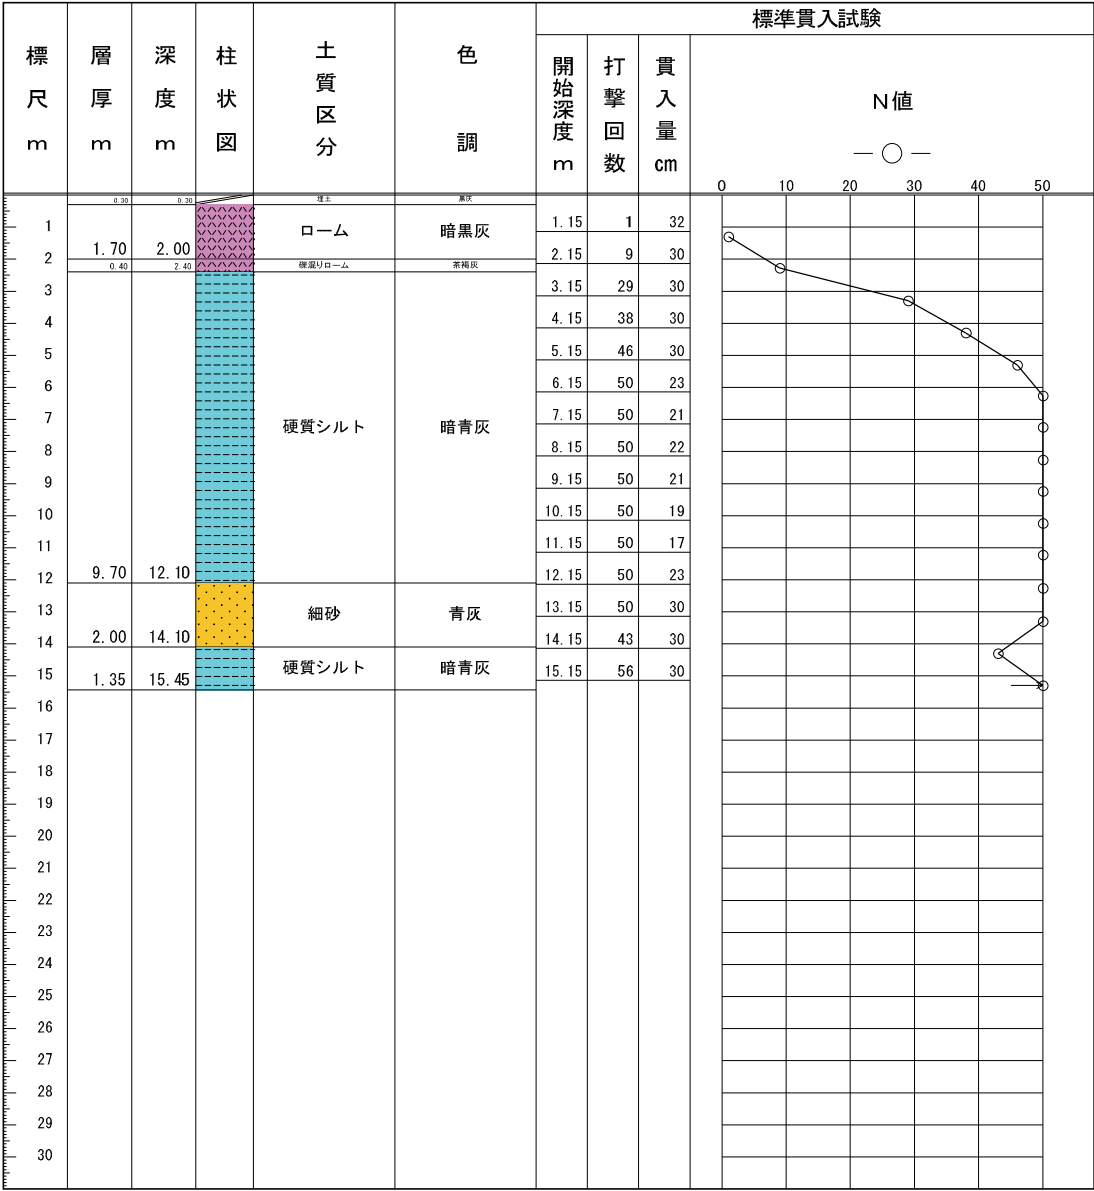 標準貫入試験
標尺m
層厚m
深度m
柱状図
土質区分
色調
開始深度m
打撃回数
貫入量cm
N値
0 10 20 30 40 50
0.30 0.30 埋土 黒灰
1.70 2.00 ローム 暗黒灰
0.40 2.40 礫混りローム 茶褐灰
9.70 12.10 硬質シルト 暗青灰
2.00 14.10 細砂 青灰
1.35 15.45 硬質シルト 暗青灰
1.15 1 32
2.15 9 30
3.15 29 30
4.15 38 30
5.15 46 30
6.15 50 23
7.15 50 21
8.15 50 22
9.15 50 21
10.15 50 19
11.15 50 17
12.15 50 23
13.15 50 30
14.15 43 30
15.15 56 30
1
2
3
4
5
6
7
8
9
10
11
12
13
14
15
16
17
18
19
20
21
22
23
24
25
26
27
28
29
30